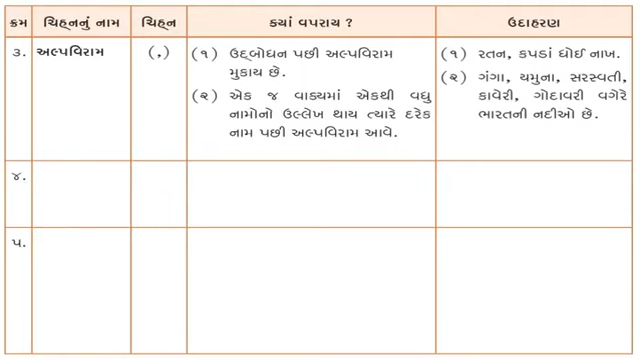 ક્રમ ચિહ્નનું નામ ચિહ્ન ક્યાં વપરાય ? ઉદાહરણ
૩. અલ્પવિરામ (,) (૧) ઉદ્બોધન પછી અલ્પવિરામ (૧) રતન, કપડાં ધોઈ નાખ.
મુકાય છે. (૨) ગંગા, યમુના, સરસ્વતી,
(૨) એક જ વાક્યમાં એકથી વધુ કાવેરી, ગોદાવરી વગેરે
નામોનો ઉલ્લેખ થાય ત્યારે દરેક ભારતની નદીઓ છે.
નામ પછી અલ્પવિરામ આવે.
૪.
૫.